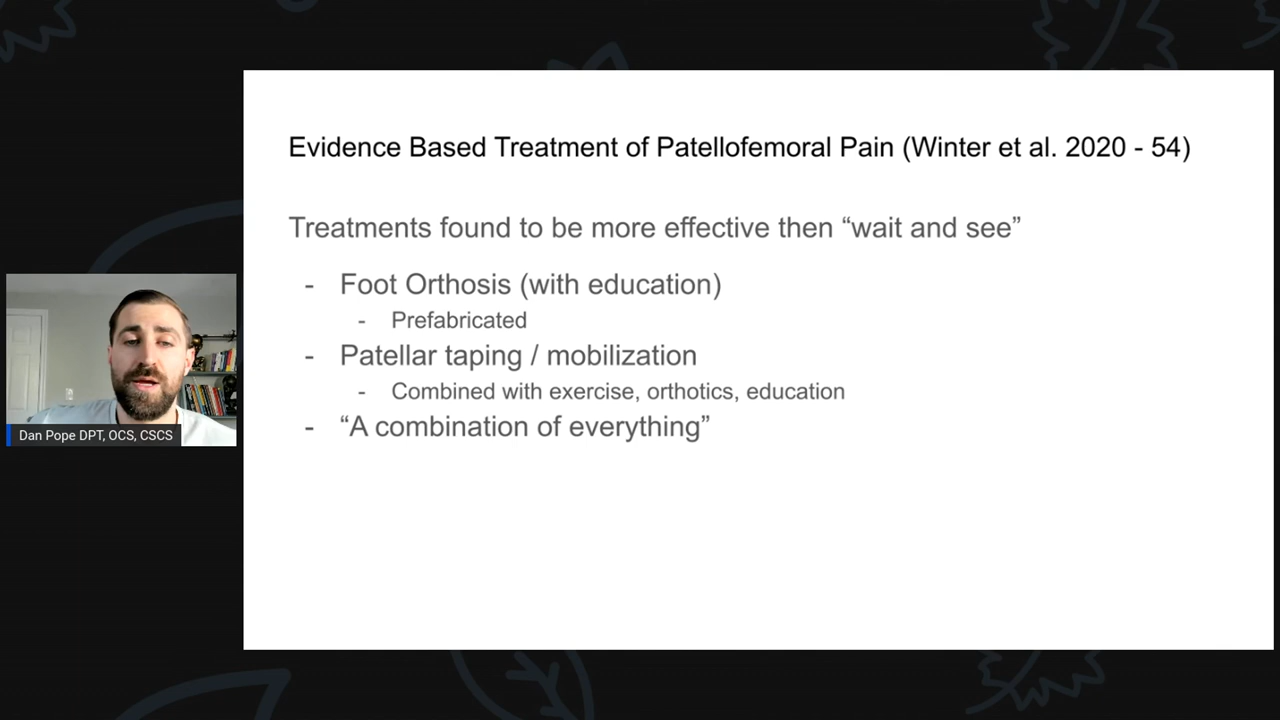 Evidence Based Treatment of Patellofemoral Pain (Winter et al. 2020 - 54)
Treatments found to be more effective then “wait and see”
- Foot Orthosis (with education)
- Prefabricated
- Patellar taping / mobilization
- Combined with exercise, orthotics, education
- “A combination of everything”
Dan Pope DPT, OCS, CSCS